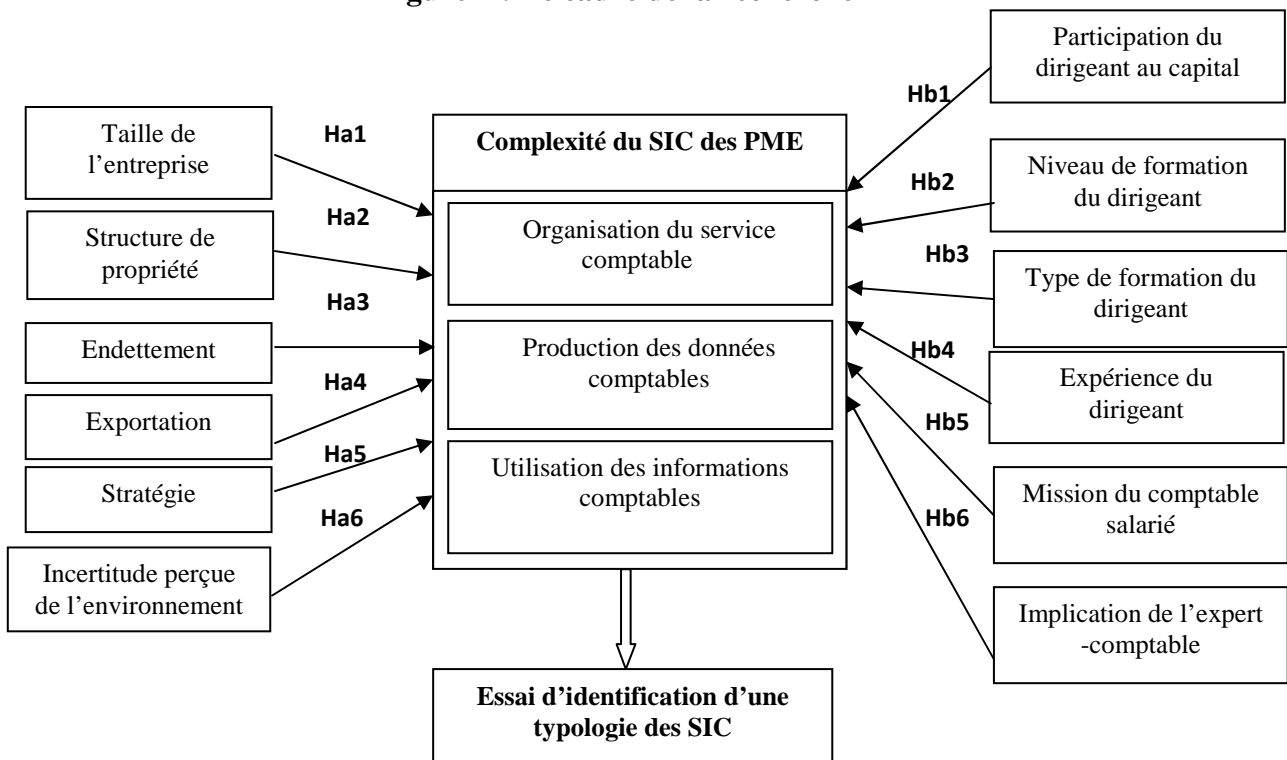 Taille de
l’entreprise
Structure de
propriété
Endettement
Exportation
Stratégie
Incertitude perçue
de l’environnement
Ha1
Ha2
Ha3
Ha4
Ha5
Ha6
Complexité du SIC des PME
Organisation du service
comptable
Production des données
comptables
Utilisation des informations
comptables
Essai d’identification d’une
typologie des SIC
Hb1
Hb2
Hb3
Hb4
Hb5
Hb6
Participation du
dirigeant au capital
Niveau de formation
du dirigeant
Type de formation du
dirigeant
Expérience du
dirigeant
Mission du comptable
salarié
Implication de l’expert
-comptable